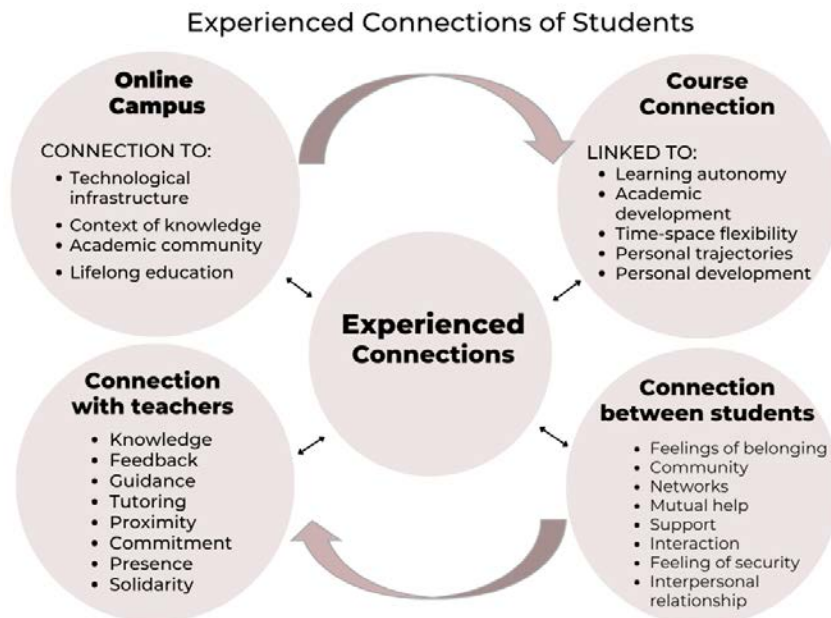 Experienced Connections of Students
Online
Campus
CONNECTION TO:
• Technological
infrastructure
• Context of knowledge
• Academic community
• Lifelong education
Course
Connection
LINKED TO:
• Learning autonomy
• Academic
development
• Time-space flexibility
• Personal trajectories
• Personal development
Experienced
Connections
Connection
with teachers
• Knowledge
• Feedback
• Guidance
• Tutoring
• Proximity
• Commitment
• Presence
• Solidarity
Connection
between students
• Feelings of belonging
• Community
• Networks
• Mutual help
• Support
• Interaction
• Feeling of security
• Interpersonal
relationship